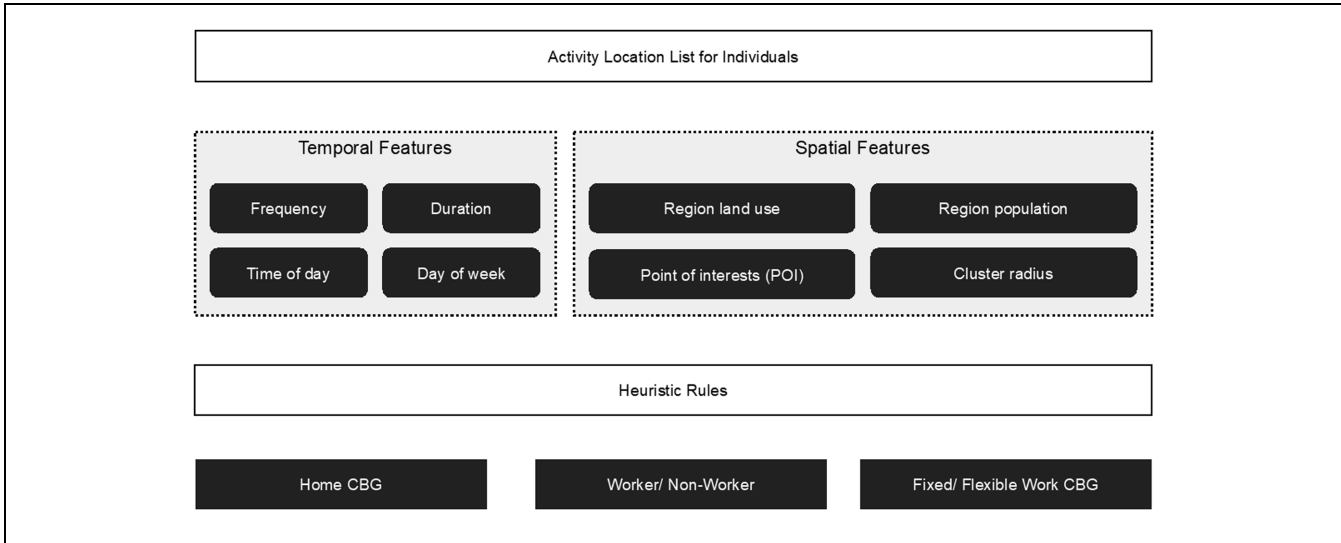 Activity Location List for Individuals
Temporal Features
Frequency
Duration
Time of day
Day of week
Spatial Features
Region land use
Region population
Point of interests (POI)
Cluster radius
Heuristic Rules
Home CBG
Worker/ Non-Worker
Fixed/ Flexible Work CBG